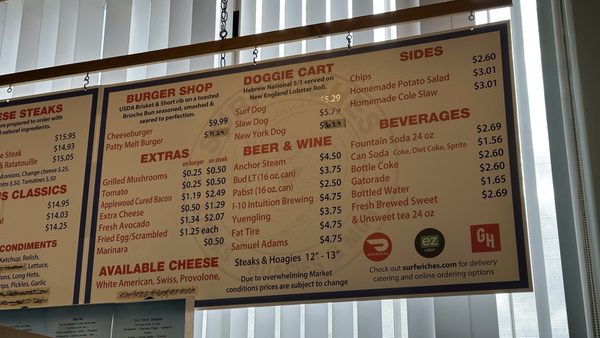 CHEESE STEAKS
are prepared to order with
natural ingredients.
$15.95
Steak $14.95
& Ratatouille $15.05
onions, Change cheese $.25
$.50, Tomatoes $.50
CLASSICS
$14.95
$14.03
$14.25
CONDIMENTS
Ketchup, Relish,
Lettuce,
ions, Long Hots,
ips, Pickles, Garlic
BURGER SHOP
USDA Brisket & Short rib on a toasted
Brioche Bun seasoned, smashed &
seared to perfection.
Cheeseburger $9.99
Patty Melt Burger $11.29
EXTRAS
on burger on steak
Grilled Mushrooms $0.25 $0.50
Tomato $0.25 $0.50
Applewood Cured Bacon $1.19 $2.49
Extra Cheese $0.29 $0.50
Fresh Avocado $1.34 $2.07
Fried Egg/Scrambled $1.25 each
Marinara $0.50
AVAILABLE CHEESE
White American, Swiss, Provolone,
DOGGIE CART
Hebrew National 5/1 served on
New England Lobster Roll.
Surf Dog $5.29
Slaw Dog $5.79
New York Dog
BEER & WINE
Anchor Steam $4.50
Bud LT (16 oz. can) $3.75
Pabst (16 oz. can) $2.50
I-10 Intuition Brewing $4.75
Yuengling $3.75
Fat Tire $4.75
Samuel Adams $4.75
Steaks & Hoagies 12"- 13"
Due to overwhelming Market
conditions prices are subject to change
SIDES
Chips $2.60
Homemade Potato Salad $3.01
Homemade Cole Slaw $3.01
BEVERAGES
Fountain Soda 24 oz $2.69
Can Soda Coke, Diet Coke, Sprite $1.56
Bottle Coke $2.60
Gatorade $2.60
Bottled Water $1.65
Fresh Brewed Sweet $2.69
& Unsweet tea 24 oz
DOORDASH
ez
cater
GH
Check out surfwiches.com for delivery
catering and online ordering options